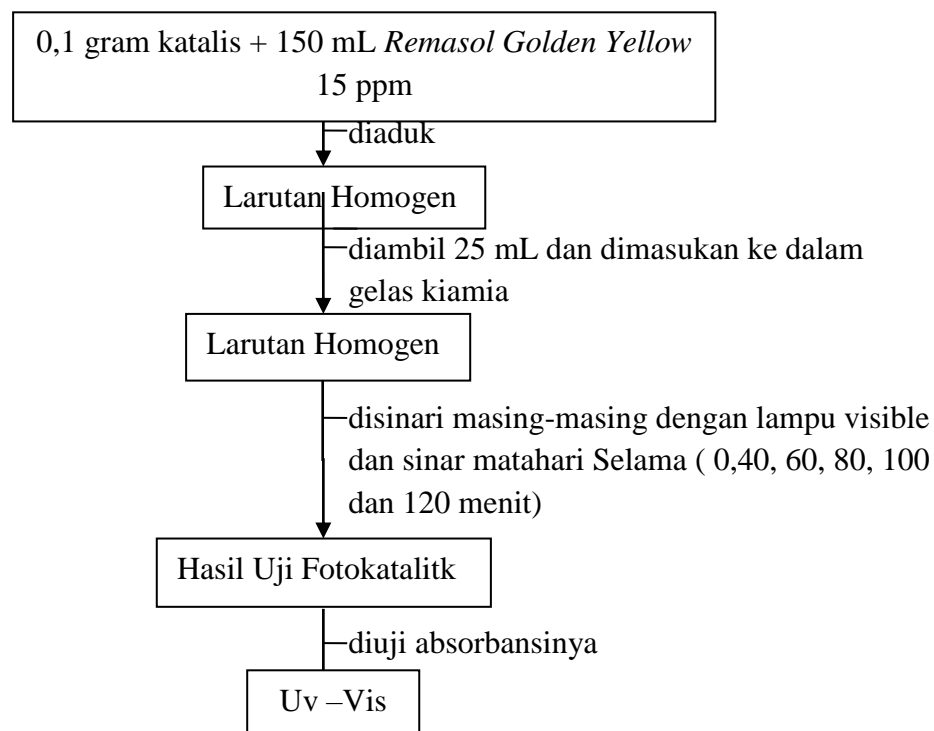 0,1 gram katalis + 150 mL Remasol Golden Yellow
15 ppm
diaduk
Larutan Homogen
diambil 25 mL dan dimasukan ke dalam
gelas kiamia
Larutan Homogen
disinari masing-masing dengan lampu visible
dan sinar matahari Selama ( 0,40, 60, 80, 100
dan 120 menit)
Hasil Uji Fotokatalitk
diuji absorbansinya
Uv –Vis